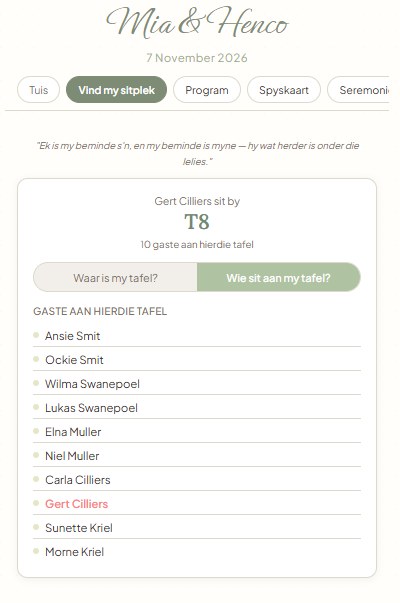 Mia & Henco
7 November 2026
Tuis
Vind my sitplek
Program
Spyskaart
Seremonie
"Ek is my beminde s'n, en my beminde is myne — hy wat herder is onder die
lelies."
Gert Cilliers sit by
T8
10 gaste aan hierdie tafel
Waar is my tafel?
Wie sit aan my tafel?
GASTE AAN HIERDIE TAFEL
Ansie Smit
Ockie Smit
Wilma Swanepoel
Lukas Swanepoel
Elna Muller
Niel Muller
Carla Cilliers
Gert Cilliers
Sunette Kriel
Morne Kriel